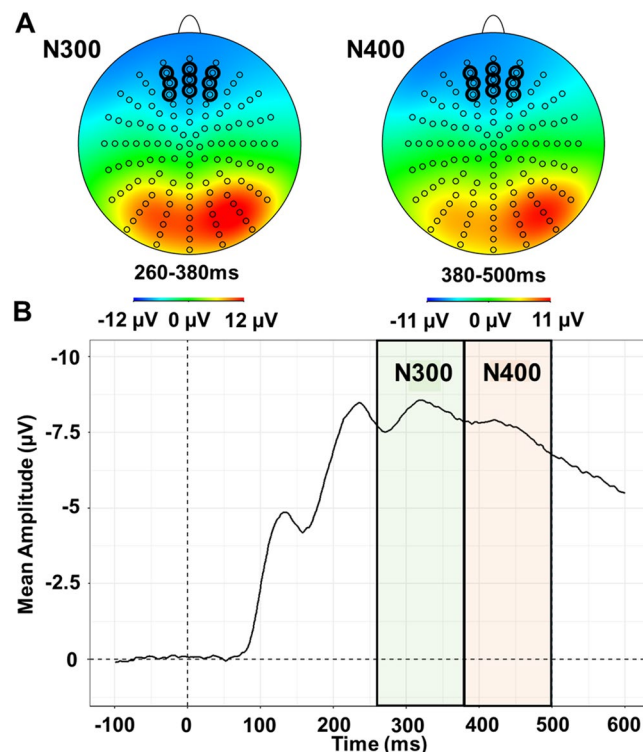 A
N300
N400
260-380ms
380-500ms
-12 µV 0 µV 12 µV
-11 µV 0 µV 11 µV
B
-10
-7.5
-5
-2.5
0
Mean Amplitude (µV)
N300
N400
-100 0 100 200 300 400 500 600
Time (ms)